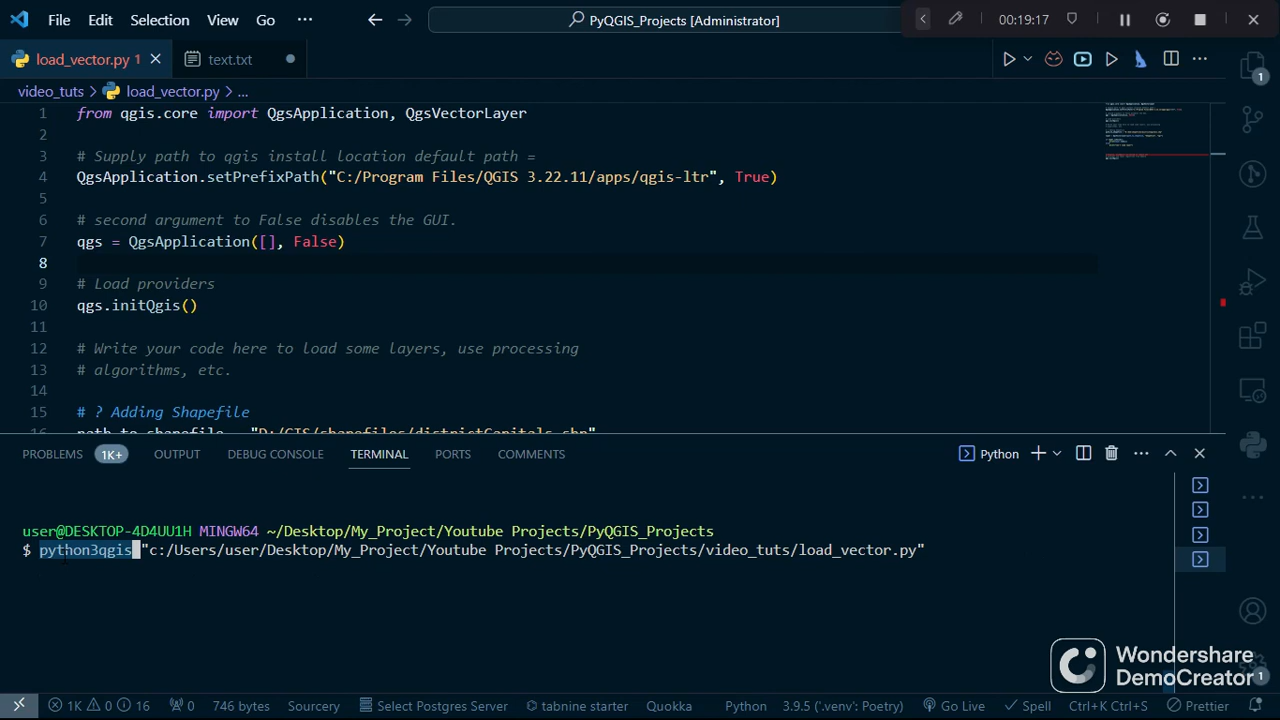 File Edit Selection View Go ··· PyQGIS_Projects [Administrator] 00:19:17
load_vector.py 1 text.txt
video_tuts > load_vector.py > ...
1 from qgis.core import QgsApplication, QgsVectorLayer
2
3 # Supply path to qgis install location default path =
4 QgsApplication.setPrefixPath("C:/Program Files/QGIS 3.22.11/apps/qgis-ltr", True)
5
6 # second argument to False disables the GUI.
7 qgs = QgsApplication([], False)
8
9 # Load providers
10 qgs.initQgis()
11
12 # Write your code here to load some layers, use processing
13 # algorithms, etc.
14
15 # ? Adding Shapefile
16 path_to_shapefile = "D:/GIS/shapefiles/districtCapitals.shp"
PROBLEMS 1K+ OUTPUT DEBUG CONSOLE TERMINAL PORTS COMMENTS Python
user@DESKTOP-4D4UU1H MINGW64 ~/Desktop/My_Project/Youtube Projects/PyQGIS_Projects
$ python3qgis "c:/Users/user/Desktop/My_Project/Youtube Projects/PyQGIS_Projects/video_tuts/load_vector.py"
Wondershare
DemoCreator
1K 0 16 0 746 bytes Sourcery Select Postgres Server tabnine starter Quokka Python 3.9.5 ('.venv': Poetry) Go Live Spell Ctrl+K Ctrl+S Prettier